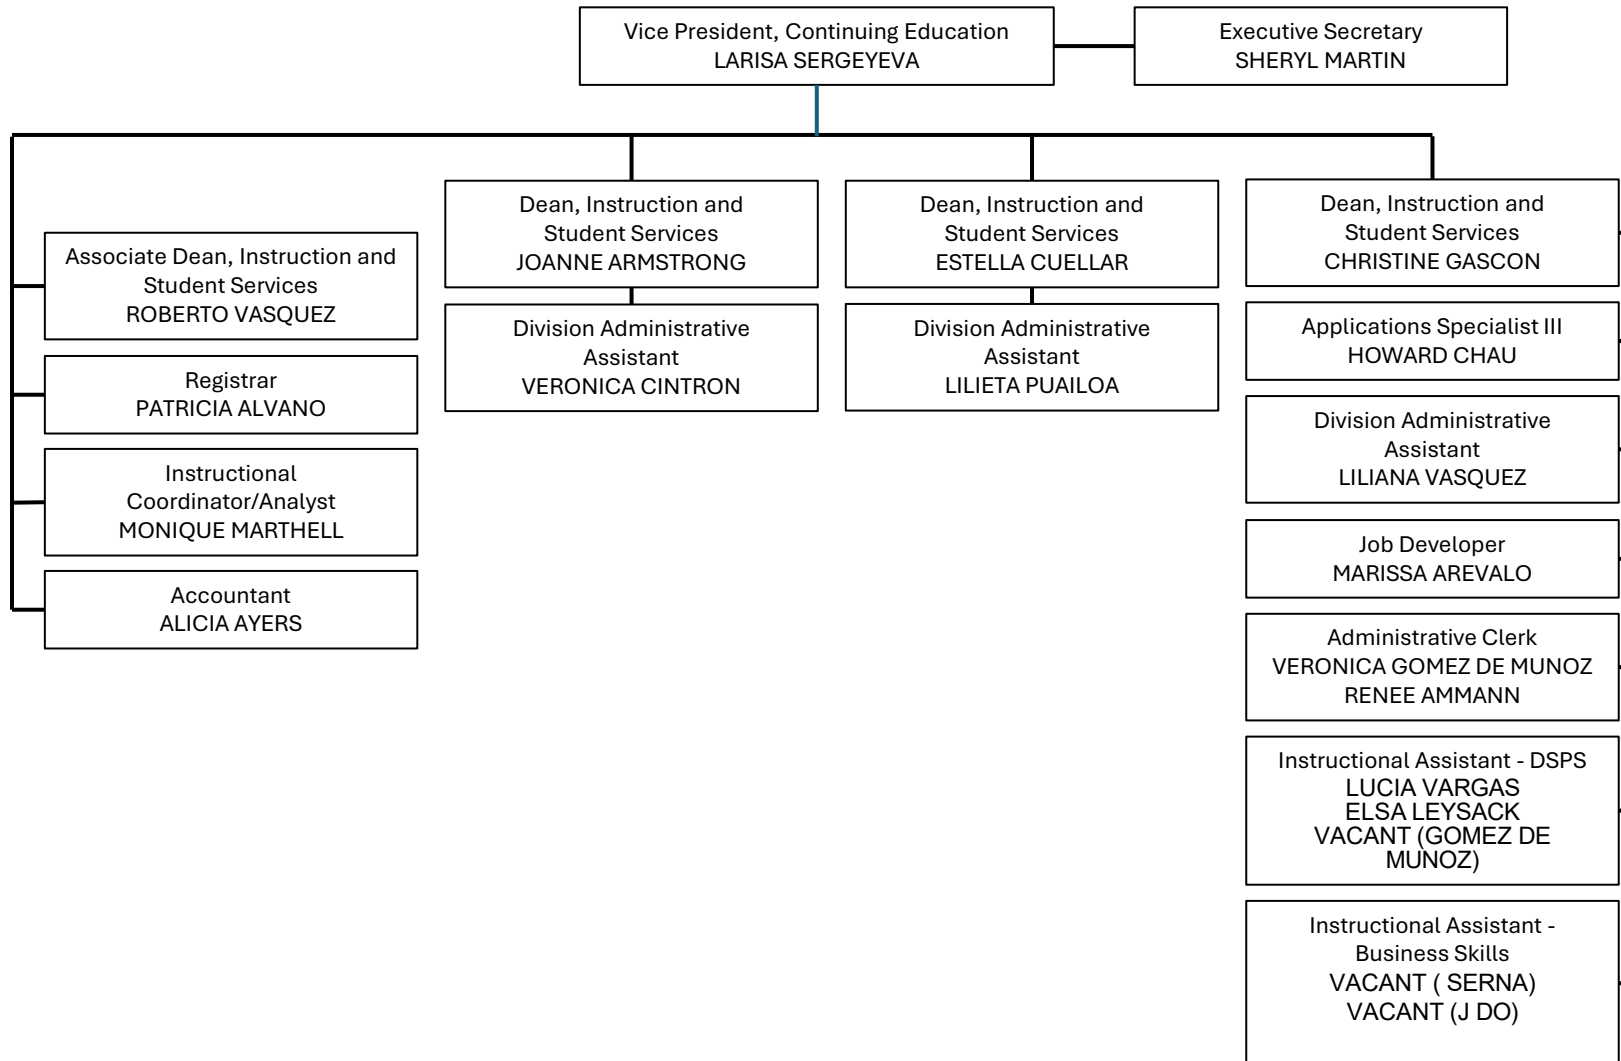 Vice President, Continuing Education
LARISA SERGEYEVA
Executive Secretary
SHERYL MARTIN
Associate Dean, Instruction and
Student Services
ROBERTO VASQUEZ
Registrar
PATRICIA ALVANO
Instructional
Coordinator/Analyst
MONIQUE MARTHELL
Accountant
ALICIA AYERS
Dean, Instruction and
Student Services
JOANNE ARMSTRONG
Division Administrative
Assistant
VERONICA CINTRON
Dean, Instruction and
Student Services
ESTELLA CUELLAR
Division Administrative
Assistant
LILIETA PUAILOA
Dean, Instruction and
Student Services
CHRISTINE GASCON
Applications Specialist III
HOWARD CHAU
Division Administrative
Assistant
LILIANA VASQUEZ
Job Developer
MARISSA AREVALO
Administrative Clerk
VERONICA GOMEZ DE MUNOZ
RENEE AMMANN
Instructional Assistant - DSPS
LUCIA VARGAS
ELSA LEYSACK
VACANT (GOMEZ DE
MUNOZ)
Instructional Assistant -
Business Skills
VACANT ( SERNA)
VACANT (J DO)